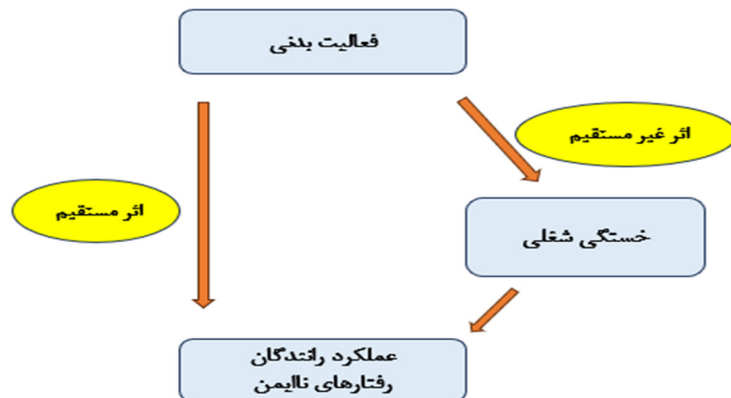 فعالیت بدنی
اثر غیر مستقیم
اثر مستقیم
خستگی شغلی
عملکرد رانندگان
رفتارهای ناایمن